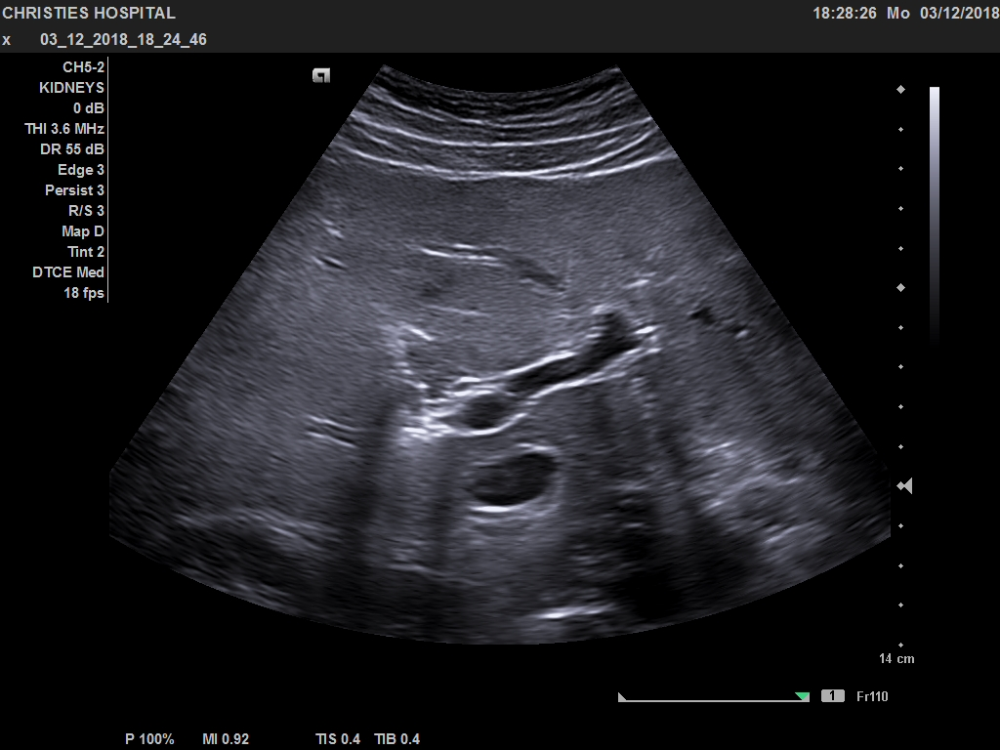 CHRISTIES HOSPITAL
18:28:26 Mo 03/12/2018
x 03_12_2018_18_24_46
CH5-2
KIDNEYS
0 dB
THI 3.6 MHz
DR 55 dB
Edge 3
Persist 3
R/S 3
Map D
Tint 2
DTCE Med
18 fps
14 cm
1 Fr110
P 100% MI 0.92 TIS 0.4 TIB 0.4